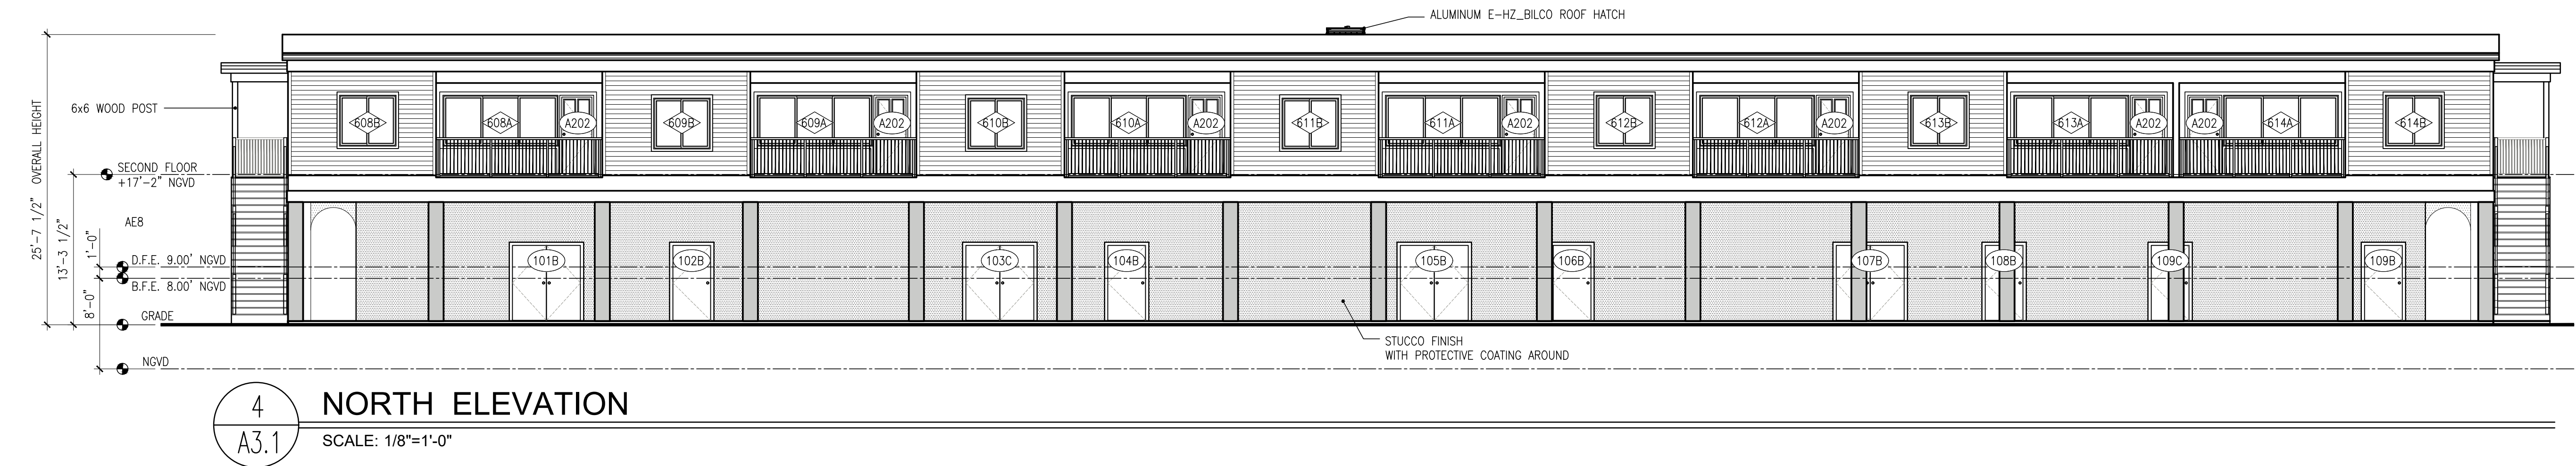 ALUMINUM E-HZ_BILCO ROOF HATCH
25'-7 1/2" OVERALL HEIGHT
6x6 WOOD POST
608B
608A
A202
609B
609A
A202
610B
610A
A202
611B
611A
A202
612B
612A
A202
613B
613A
A202
A202
614A
614B
SECOND FLOOR
+17'-2" NGVD
13'-3 1/2"
AE8
1'-0"
D.F.E. 9.00' NGVD
B.F.E. 8.00' NGVD
8'-0"
GRADE
NGVD
101B
102B
103C
104B
105B
106B
107B
108B
109C
109B
STUCCO FINISH
WITH PROTECTIVE COATING AROUND
4
A3.1
NORTH ELEVATION
SCALE: 1/8"=1'-0"